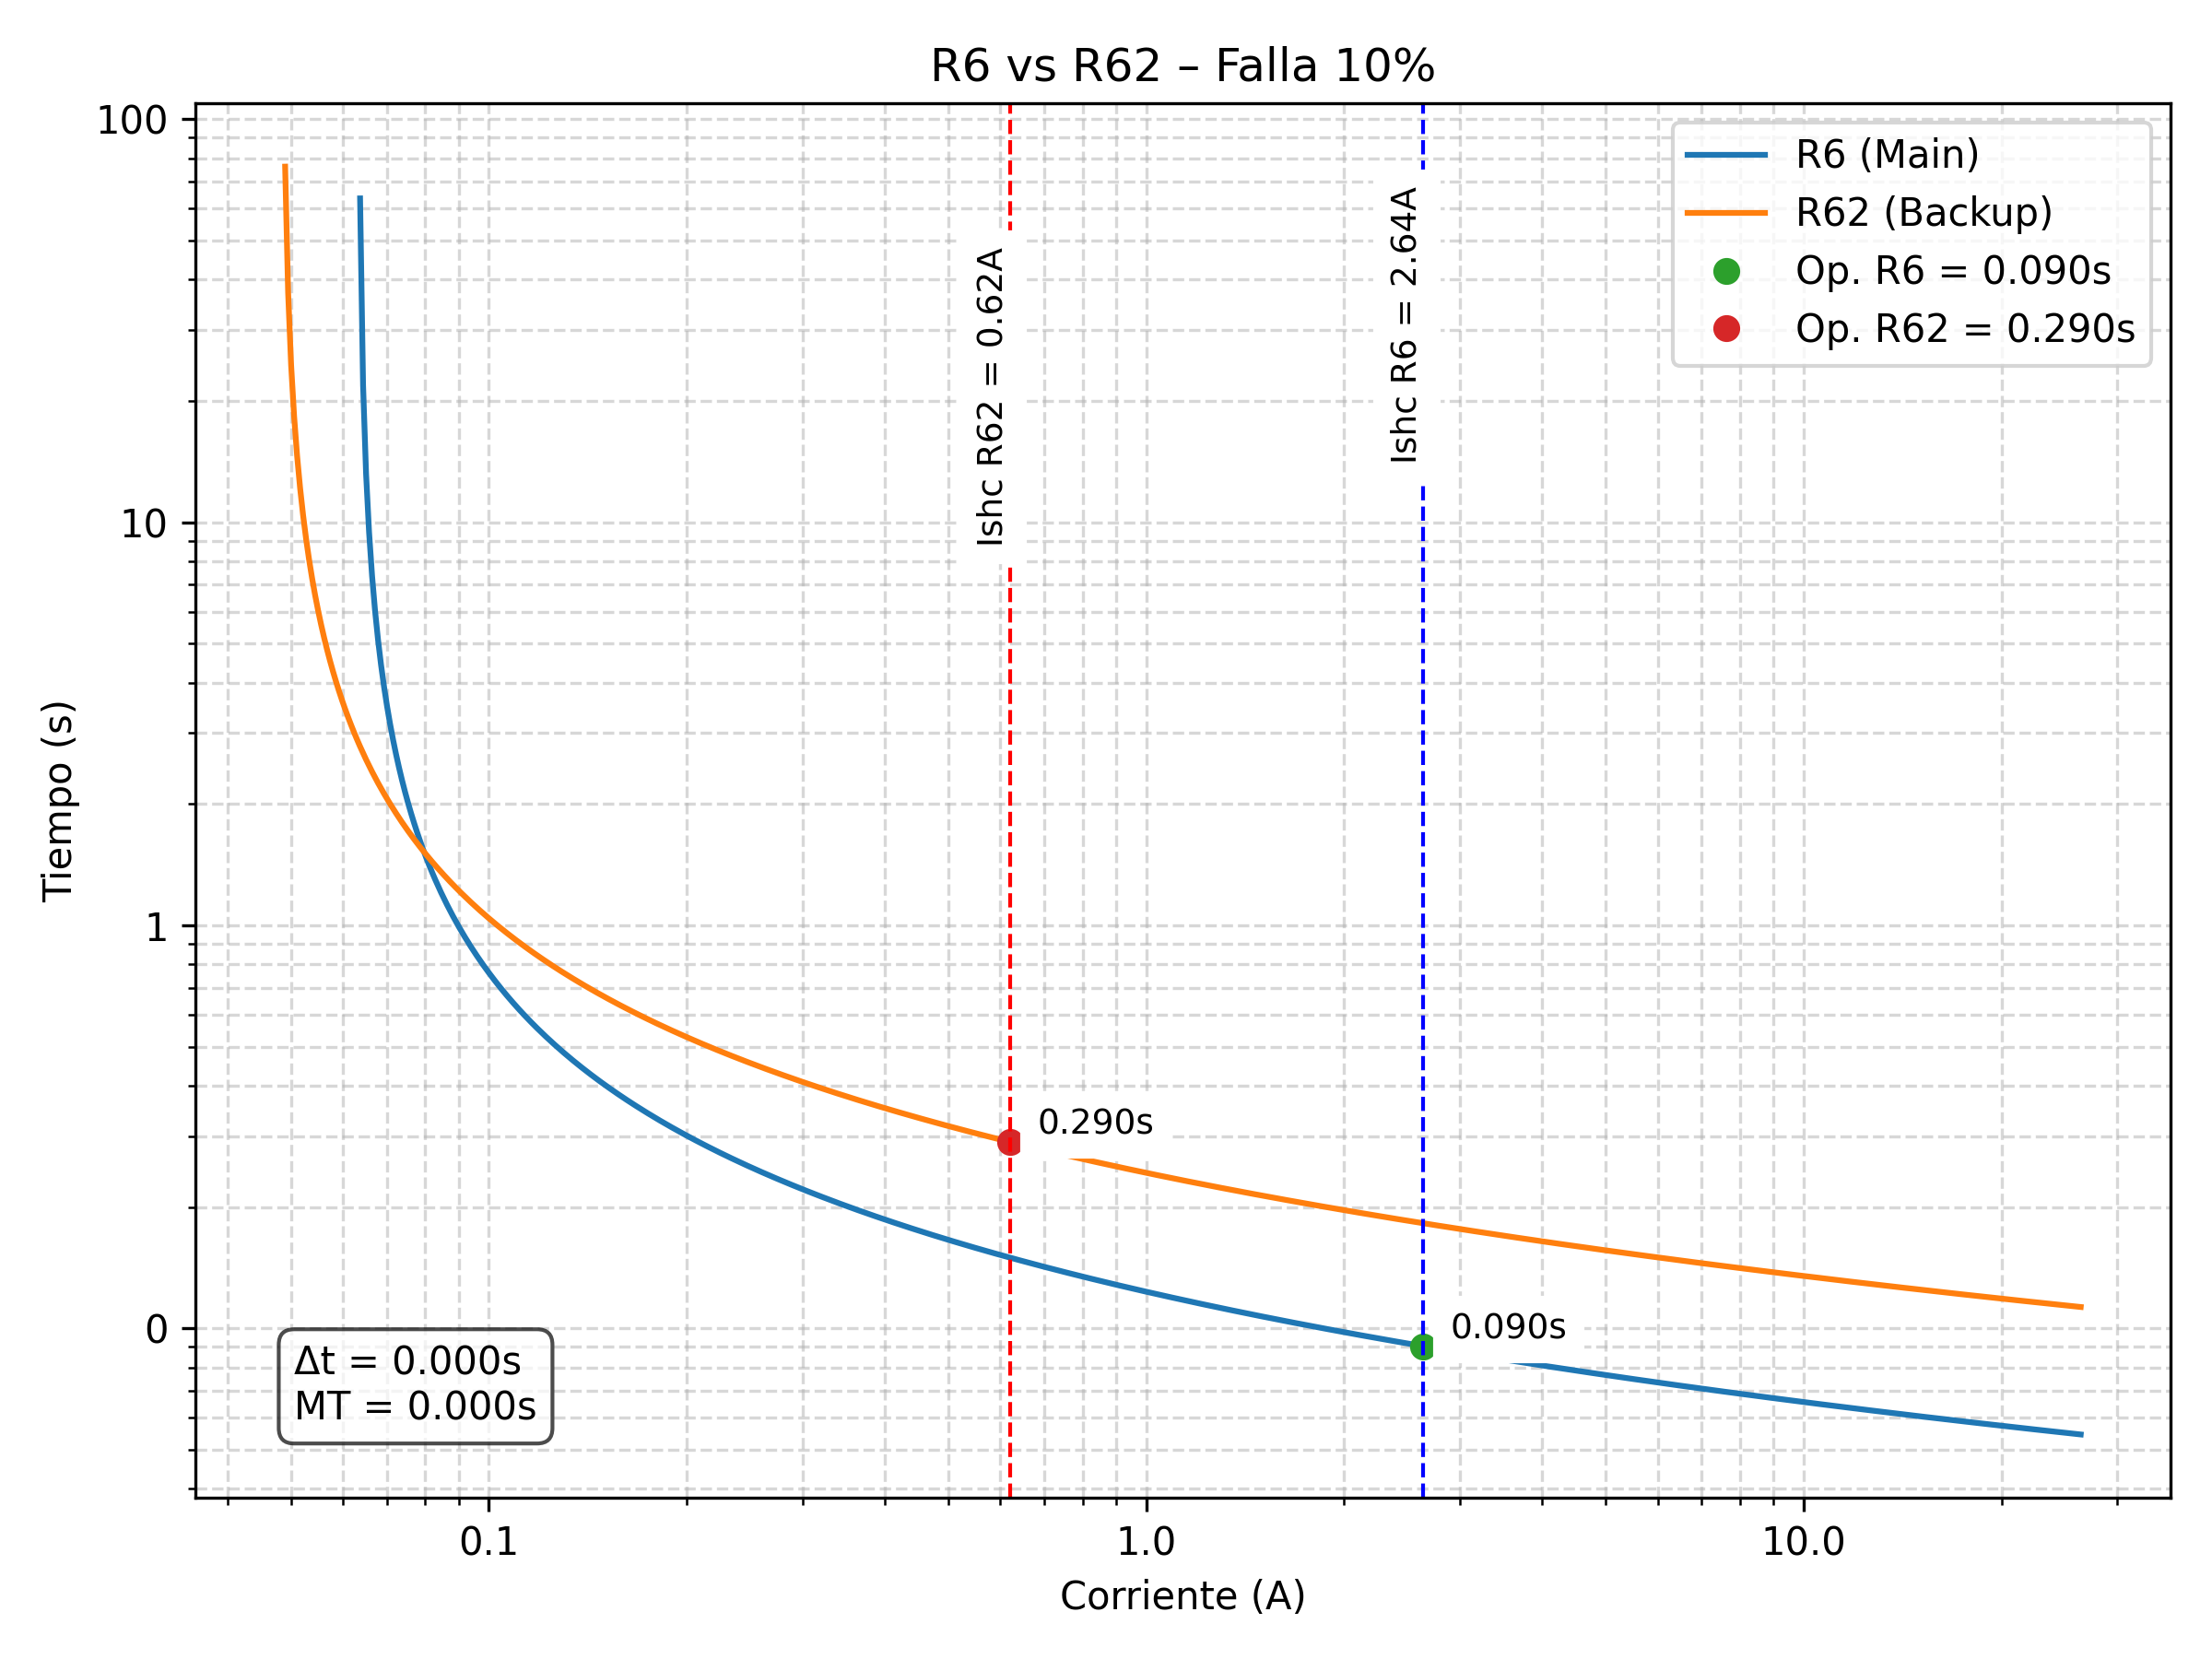 R6 vs R62 – Falla 10%
100
10
1
0
Tiempo (s)
Ishc R62 = 0.62A
Ishc R6 = 2.64A
R6 (Main)
R62 (Backup)
Op. R6 = 0.090s
Op. R62 = 0.290s
0.290s
0.090s
Δt = 0.000s
MT = 0.000s
0.1
1.0
10.0
Corriente (A)